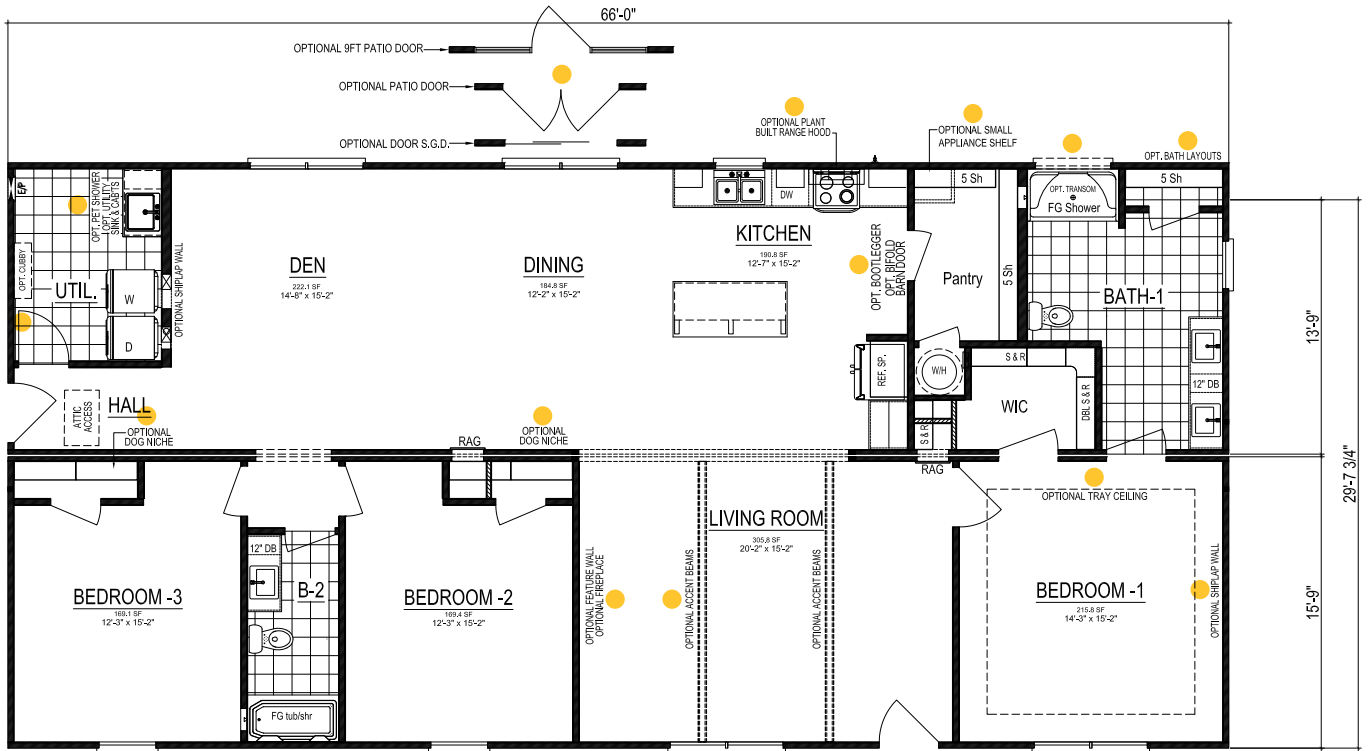 66'-0"
OPTIONAL 9FT PATIO DOOR
OPTIONAL PATIO DOOR
OPTIONAL DOOR S.G.D.
OPTIONAL PLANT
BUILT RANGE HOOD
OPTIONAL SMALL
APPLIANCE SHELF
OPT. BATH LAYOUTS
E/P
OPT. PET SHOWER
OPT. UTILITY
SINK & CABTS
OPT. CUBBY
UTIL.
W
D
OPTIONAL SHIPLAP WALL
DEN
222.1 SF
14'-8" x 15'-2"
DINING
184.8 SF
12'-2" x 15'-2"
DW
KITCHEN
190.8 SF
12'-7" x 15'-2"
OPT. BOOTLEGGER
OPT. BIFOLD
BARN DOOR
REF. SP.
5 Sh
5 Sh
Pantry
W/H
OPT. TRANSOM
FG Shower
5 Sh
BATH-1
12" DB
S & R
DBL S & R
WIC
S & R
HALL
ATTIC
ACCESS
OPTIONAL
DOG NICHE
OPTIONAL
DOG NICHE
RAG
RAG
13'-9"
29'-7 3/4"
15'-9"
BEDROOM -3
169.1 SF
12'-3" x 15'-2"
12" DB
B-2
FG tub/shr
BEDROOM -2
169.4 SF
12'-3" x 15'-2"
OPTIONAL FEATURE WALL
OPTIONAL FIREPLACE
OPTIONAL ACCENT BEAMS
LIVING ROOM
305.8 SF
20'-2" x 15'-2"
OPTIONAL ACCENT BEAMS
OPTIONAL TRAY CEILING
BEDROOM -1
215.8 SF
14'-3" x 15'-2"
OPTIONAL SHIPLAP WALL